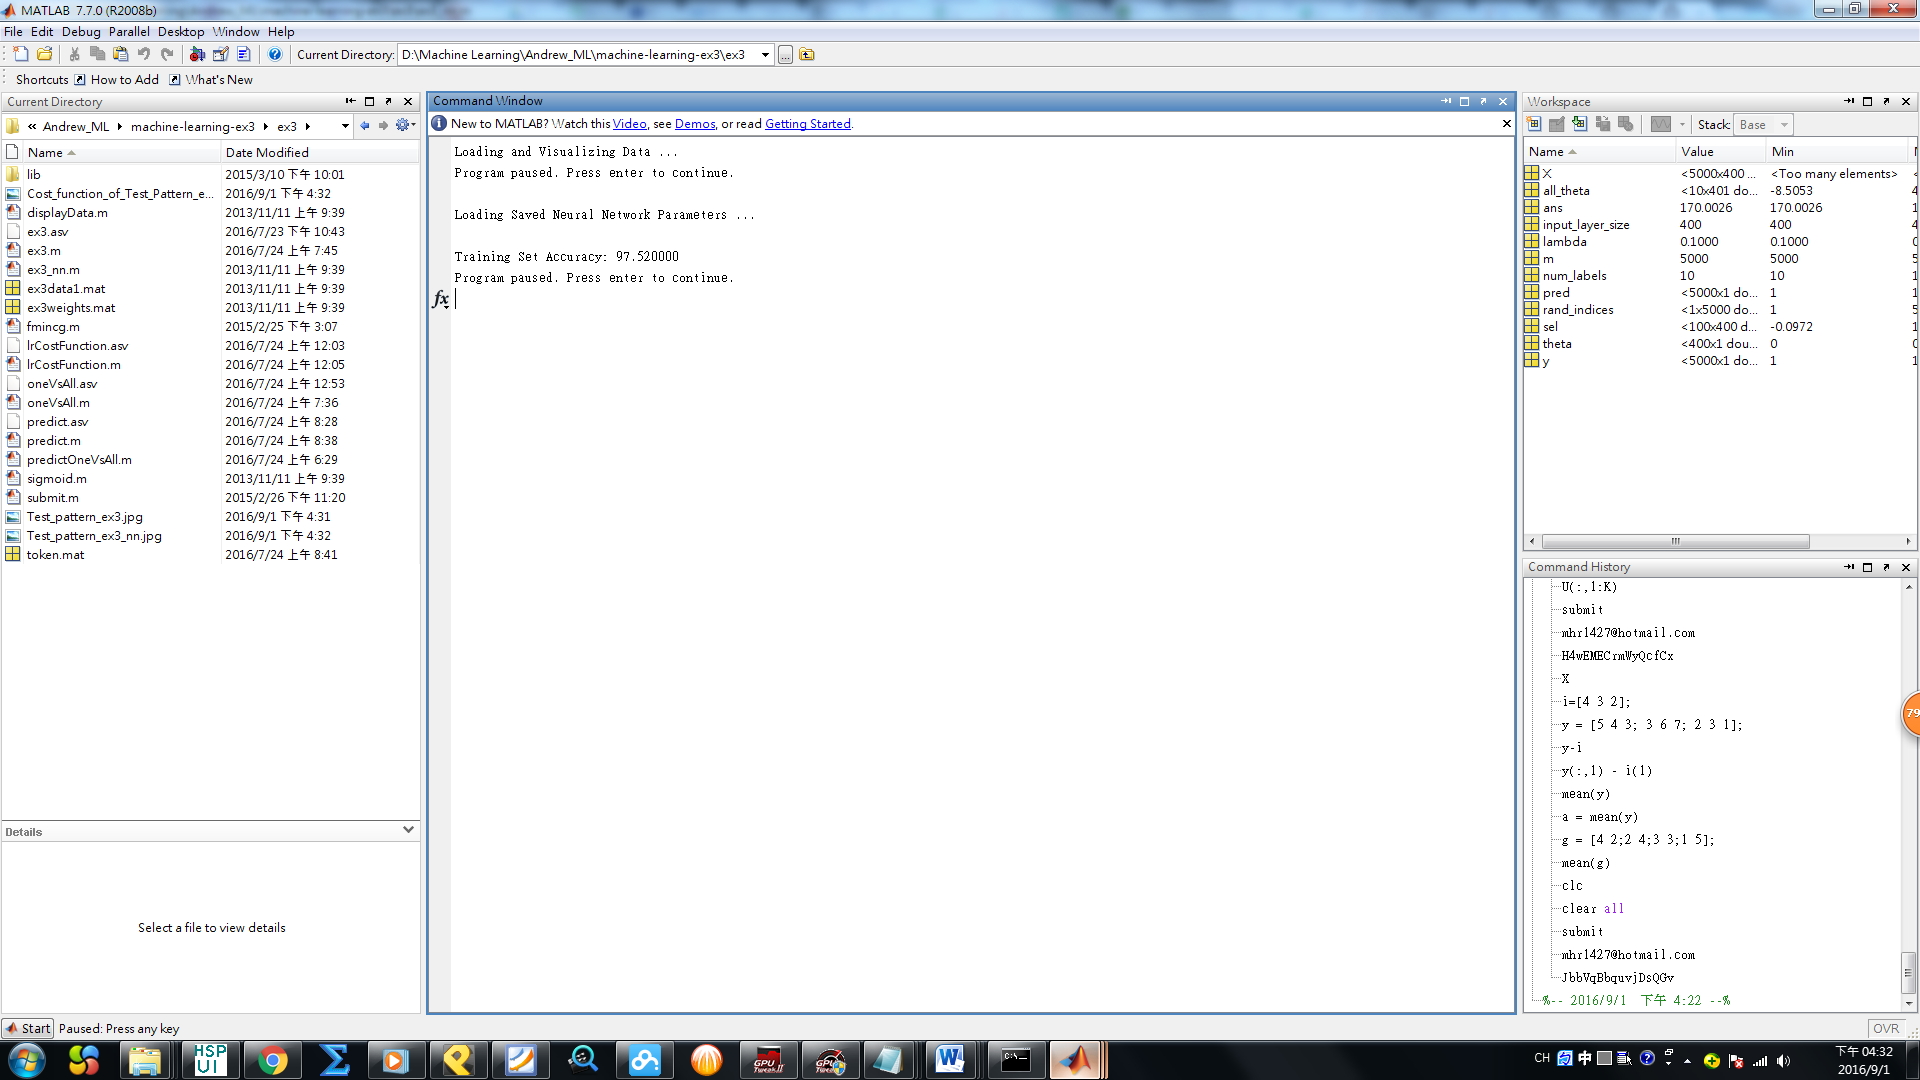 MATLAB 7.7.0 (R2008b)
File Edit Debug Parallel Desktop Window Help
Current Directory: D:\Machine Learning\Andrew_ML\machine-learning-ex3\ex3
Shortcuts How to Add What's New
Current Directory
« Andrew_ML machine-learning-ex3 ex3
Name Date Modified
lib 2015/3/10 下午 10:01
Cost_function_of_Test_Pattern_e... 2016/9/1 下午 4:32
displayData.m 2013/11/11 上午 9:39
ex3.asv 2016/7/23 下午 10:43
ex3.m 2016/7/24 上午 7:45
ex3_nn.m 2013/11/11 上午 9:39
ex3data1.mat 2013/11/11 上午 9:39
ex3weights.mat 2013/11/11 上午 9:39
fmincg.m 2015/2/25 下午 3:07
lrCostFunction.asv 2016/7/24 上午 12:03
lrCostFunction.m 2016/7/24 上午 12:05
oneVsAll.asv 2016/7/24 上午 12:53
oneVsAll.m 2016/7/24 上午 7:36
predict.asv 2016/7/24 上午 8:28
predict.m 2016/7/24 上午 8:38
predictOneVsAll.m 2016/7/24 上午 6:29
sigmoid.m 2013/11/11 上午 9:39
submit.m 2015/2/26 下午 11:20
Test_pattern_ex3.jpg 2016/9/1 下午 4:31
Test_pattern_ex3_nn.jpg 2016/9/1 下午 4:32
token.mat 2016/7/24 上午 8:41
Details
Select a file to view details
Command Window
New to MATLAB? Watch this Video, see Demos, or read Getting Started.
Loading and Visualizing Data ...
Program paused. Press enter to continue.
Loading Saved Neural Network Parameters ...
Training Set Accuracy: 97.520000
Program paused. Press enter to continue.
fx
Workspace
Stack: Base
Name Value Min
X <5000x400 ... <Too many elements>
all_theta <10x401 do... -8.5053
ans 170.0026 170.0026
input_layer_size 400 400
lambda 0.1000 0.1000
m 5000 5000
num_labels 10 10
pred <5000x1 do... 1
rand_indices <1x5000 do... 1
sel <100x400 d... -0.0972
theta <400x1 dou... 0
y <5000x1 do... 1
Command History
U(:,1:K)
submit
mhr1427@hotmail.com
H4wEMECrmWyQcfCx
X
i=[4 3 2];
y = [5 4 3; 3 6 7; 2 3 1];
y-i
y(:,1) - i(1)
mean(y)
a = mean(y)
g = [4 2;2 4;3 3;1 5];
mean(g)
clc
clear all
submit
mhr1427@hotmail.com
JbbVqBbquvjDsQGv
%-- 2016/9/1 下午 4:22 --%
79
Start Paused: Press any key
OVR
HSP UI
GPU Tweak II
CH 中
下午 04:32
2016/9/1